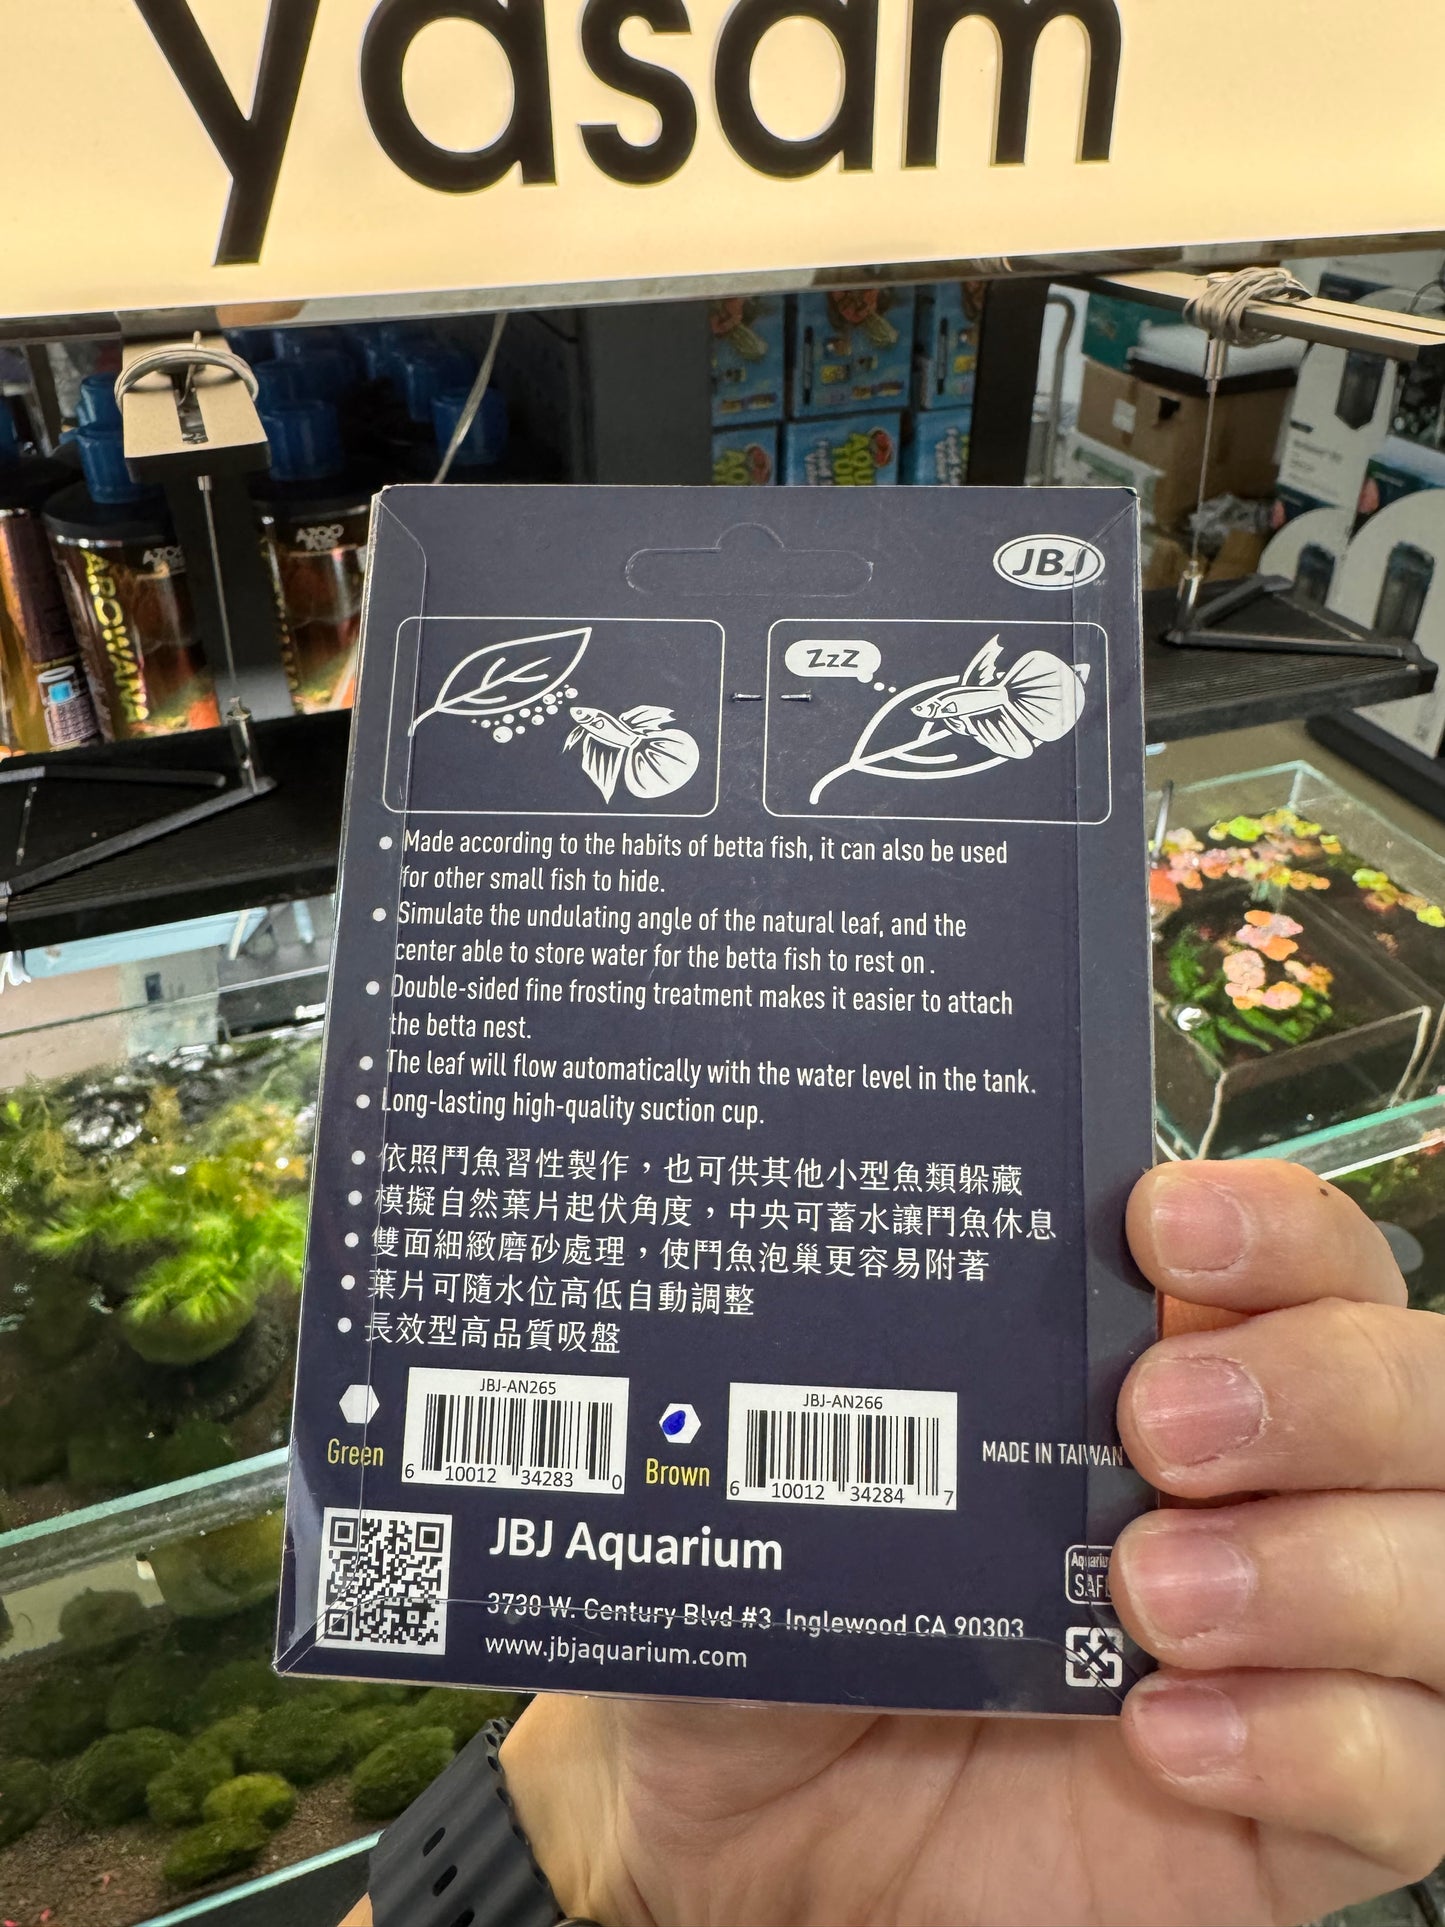 yasam
AZOO
AZOO
AROWANA
AQUA
JBJ
ZzZ
Made according to the habits of betta fish, it can also be used
for other small fish to hide.
Simulate the undulating angle of the natural leaf, and the
center able to store water for the betta fish to rest on.
Double-sided fine frosting treatment makes it easier to attach
the betta nest.
The leaf will flow automatically with the water level in the tank.
Long-lasting high-quality suction cup.
依照鬥魚習性製作，也可供其他小型魚類躲藏
模擬自然葉片起伏角度，中央可蓄水讓鬥魚休息
雙面細緻磨砂處理，使鬥魚泡巢更容易附著
葉片可隨水位高低自動調整
長效型高品質吸盤
JBJ-AN265
6 10012 34283 0
Green
JBJ-AN266
6 10012 34284 7
Brown
MADE IN TAIWAN
JBJ Aquarium
3730 W. Century Blvd #3 Inglewood CA 90303
www.jbjaquarium.com